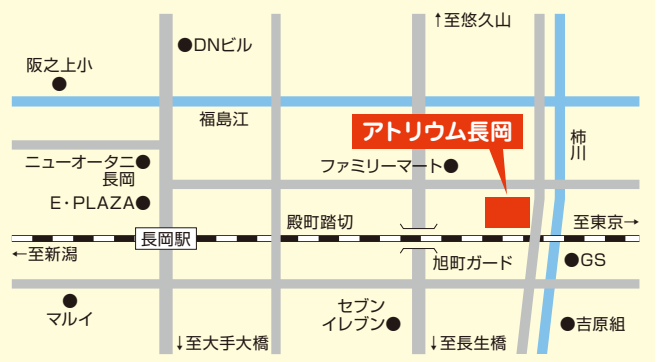 ↑至悠久山
●DNビル
阪之上小
福島江
アトリウム長岡
柿川
ニューオータニ
長岡
ファミリーマート
E・PLAZA
殿町踏切
至東京→
長岡駅
←至新潟
旭町ガード
GS
マルイ
セブン
イレブン
吉原組
↓至大手大橋
↓至長生橋